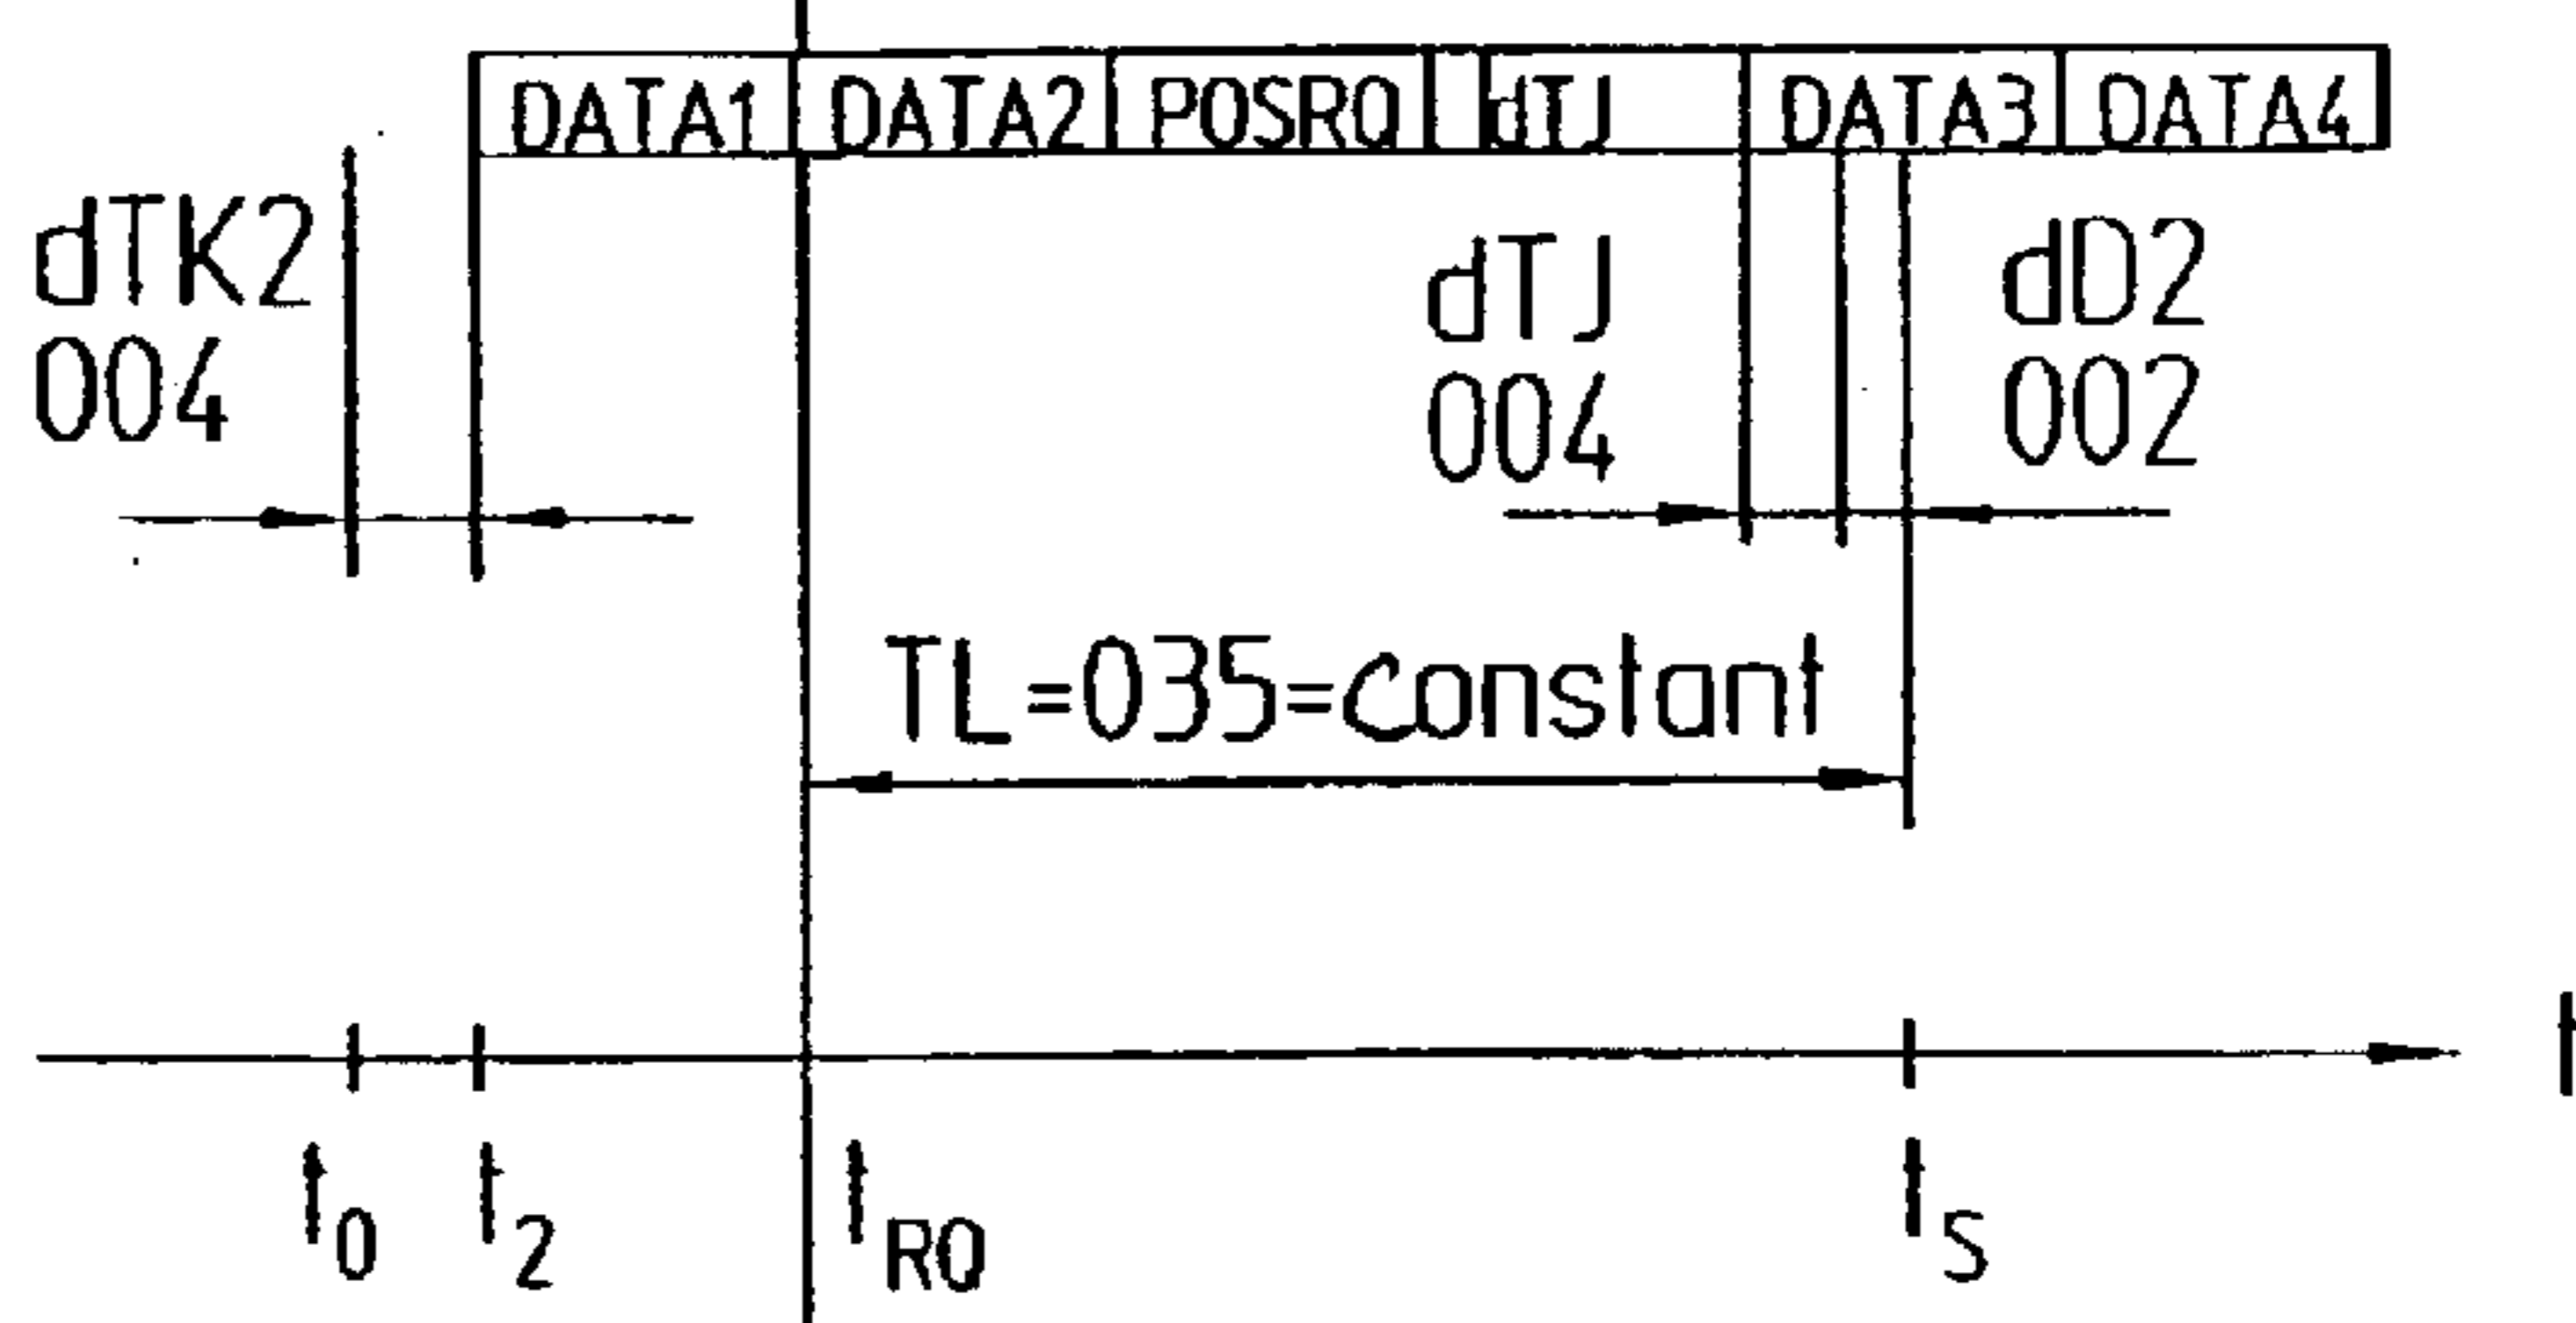 DATA1 DATA2 POSRQ dTJ DATA3 DATA4
dTK2
004
dTJ
004
dD2
002
TL=035=constant
t
t0 t2 tRQ tS